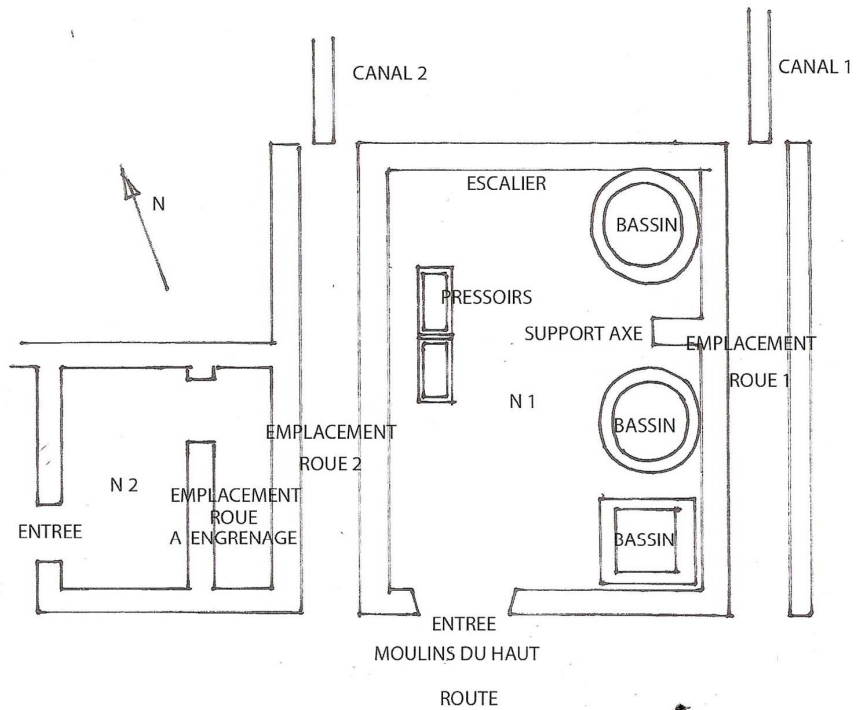 CANAL 2
CANAL 1
N
ESCALIER
BASSIN
PRESSOIRS
SUPPORT AXE
EMPLACEMENT
ROUE 1
N 1
BASSIN
EMPLACEMENT
ROUE 2
N 2
EMPLACEMENT
ROUE
A ENGRENAGE
ENTREE
BASSIN
ENTREE
MOULINS DU HAUT
ROUTE